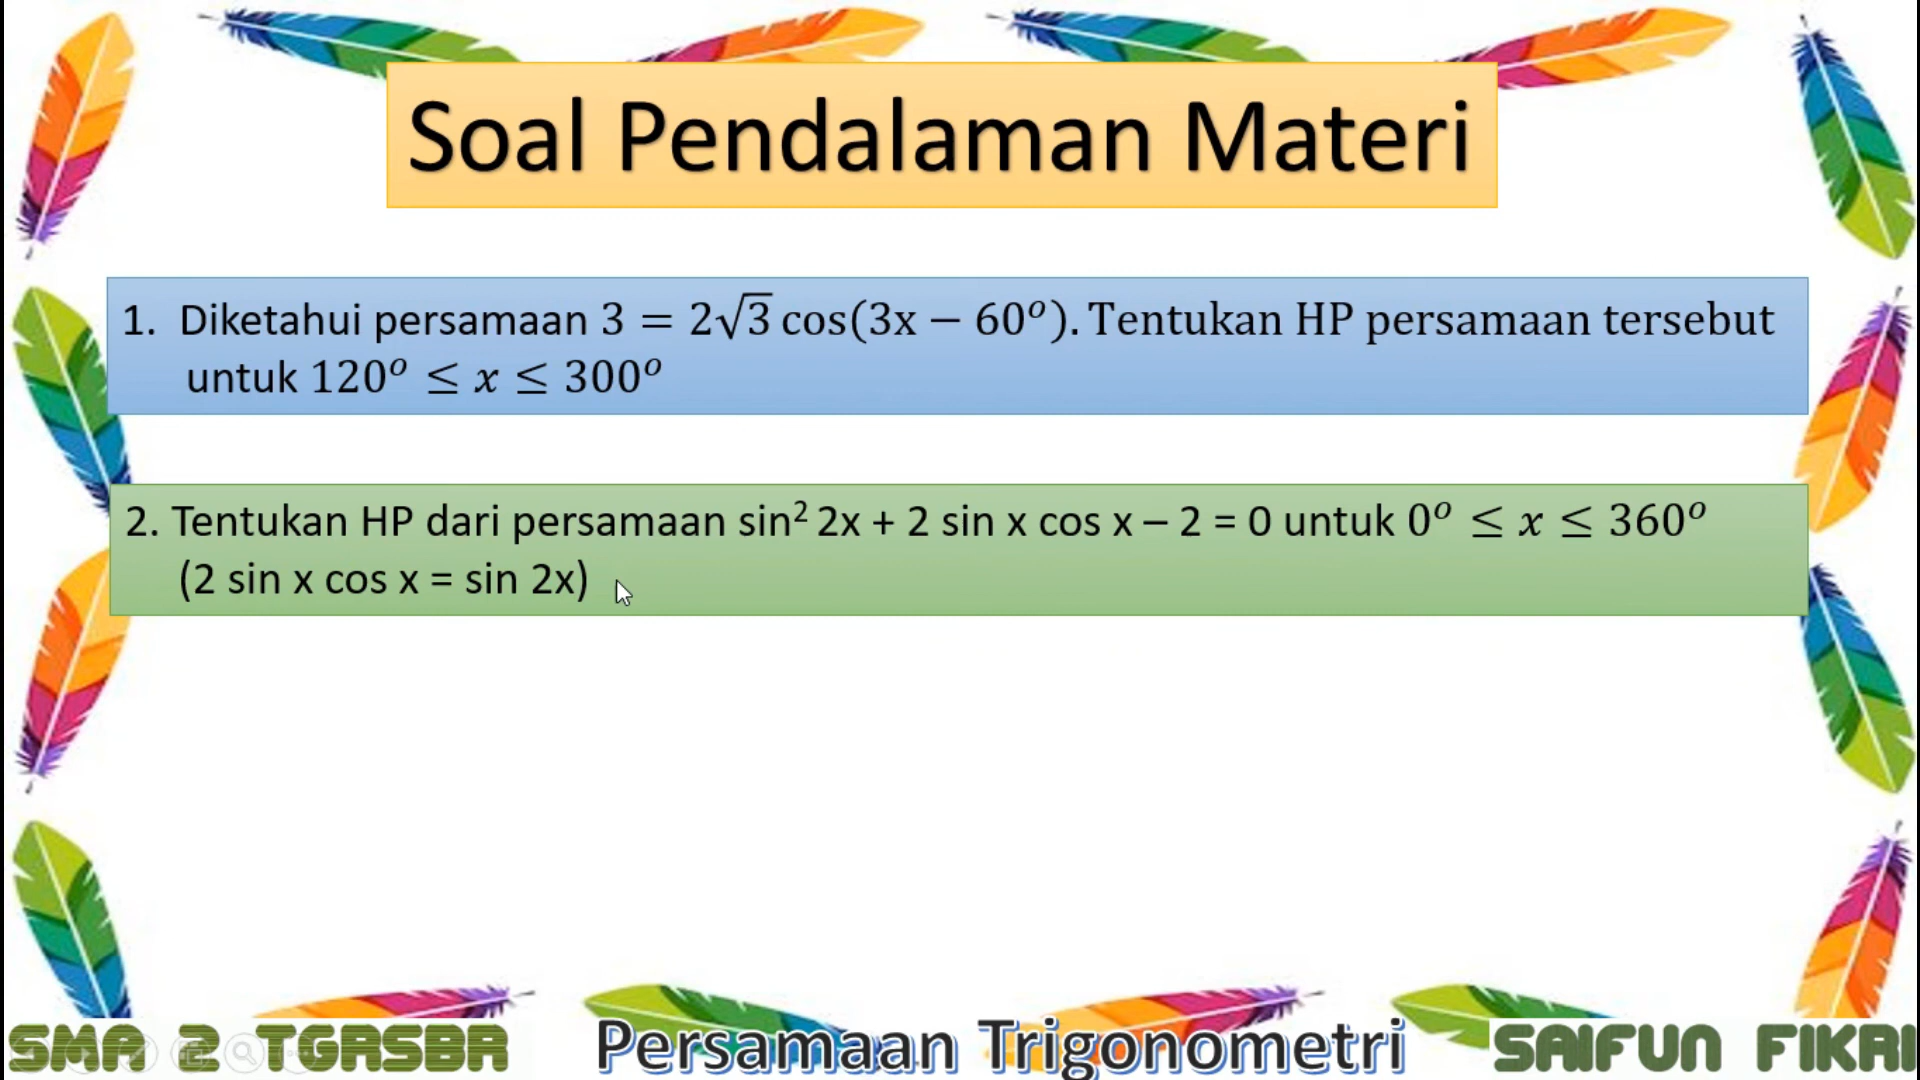 Soal Pendalaman Materi
1. Diketahui persamaan 3 = 2√3 cos(3x − 60°). Tentukan HP persamaan tersebut
untuk 120° ≤ x ≤ 300°
2. Tentukan HP dari persamaan sin² 2x + 2 sin x cos x – 2 = 0 untuk 0° ≤ x ≤ 360°
(2 sin x cos x = sin 2x)
SMA 2 TGRSBR
Persamaan Trigonometri
SAIFUN FIKRI